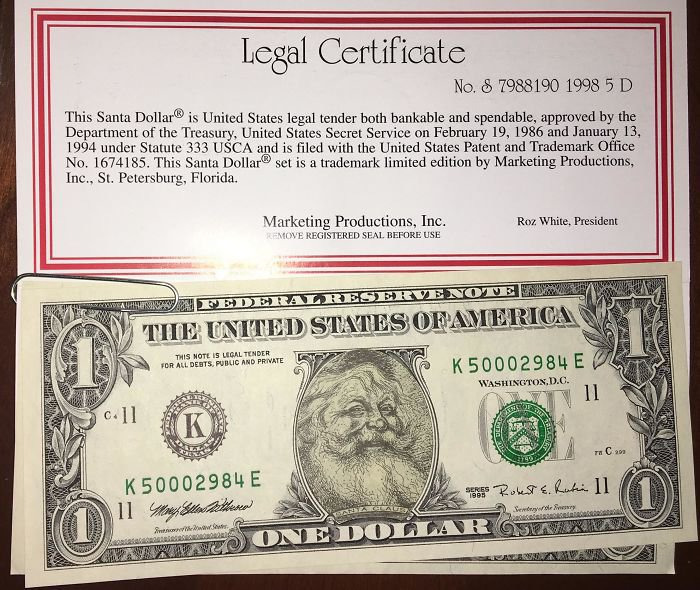 Legal Certificate
No. & 7988190 1998 5 D
This Santa Dollar® is United States legal tender both bankable and spendable, approved by the
Department of the Treasury, United States Secret Service on February 19, 1986 and January 13,
1994 under Statute 333 USCA and is filed with the United States Patent and Trademark Office
No. 1674185. This Santa Dollar® set is a trademark limited edition by Marketing Productions,
Inc., St. Petersburg, Florida.
Marketing Productions, Inc.
Roz White, President
REMOVE REGISTERED SEAL BEFORE USE
FEDERAL RESERVE NOTE
THE UNITED STATES OF AMERICA
1 1
THIS NOTE IS LEGAL TENDER
FOR ALL DEBTS, PUBLIC AND PRIVATE
K 50002984 E
WASHINGTON, D.C.
C4 11
11
K
ONE
K 50002984 E
11
SERIES
1995
Robert E. Rubin
11
Treasurer of the United States.
Secretary of the Treasury.
1 1
ONE DOLLAR